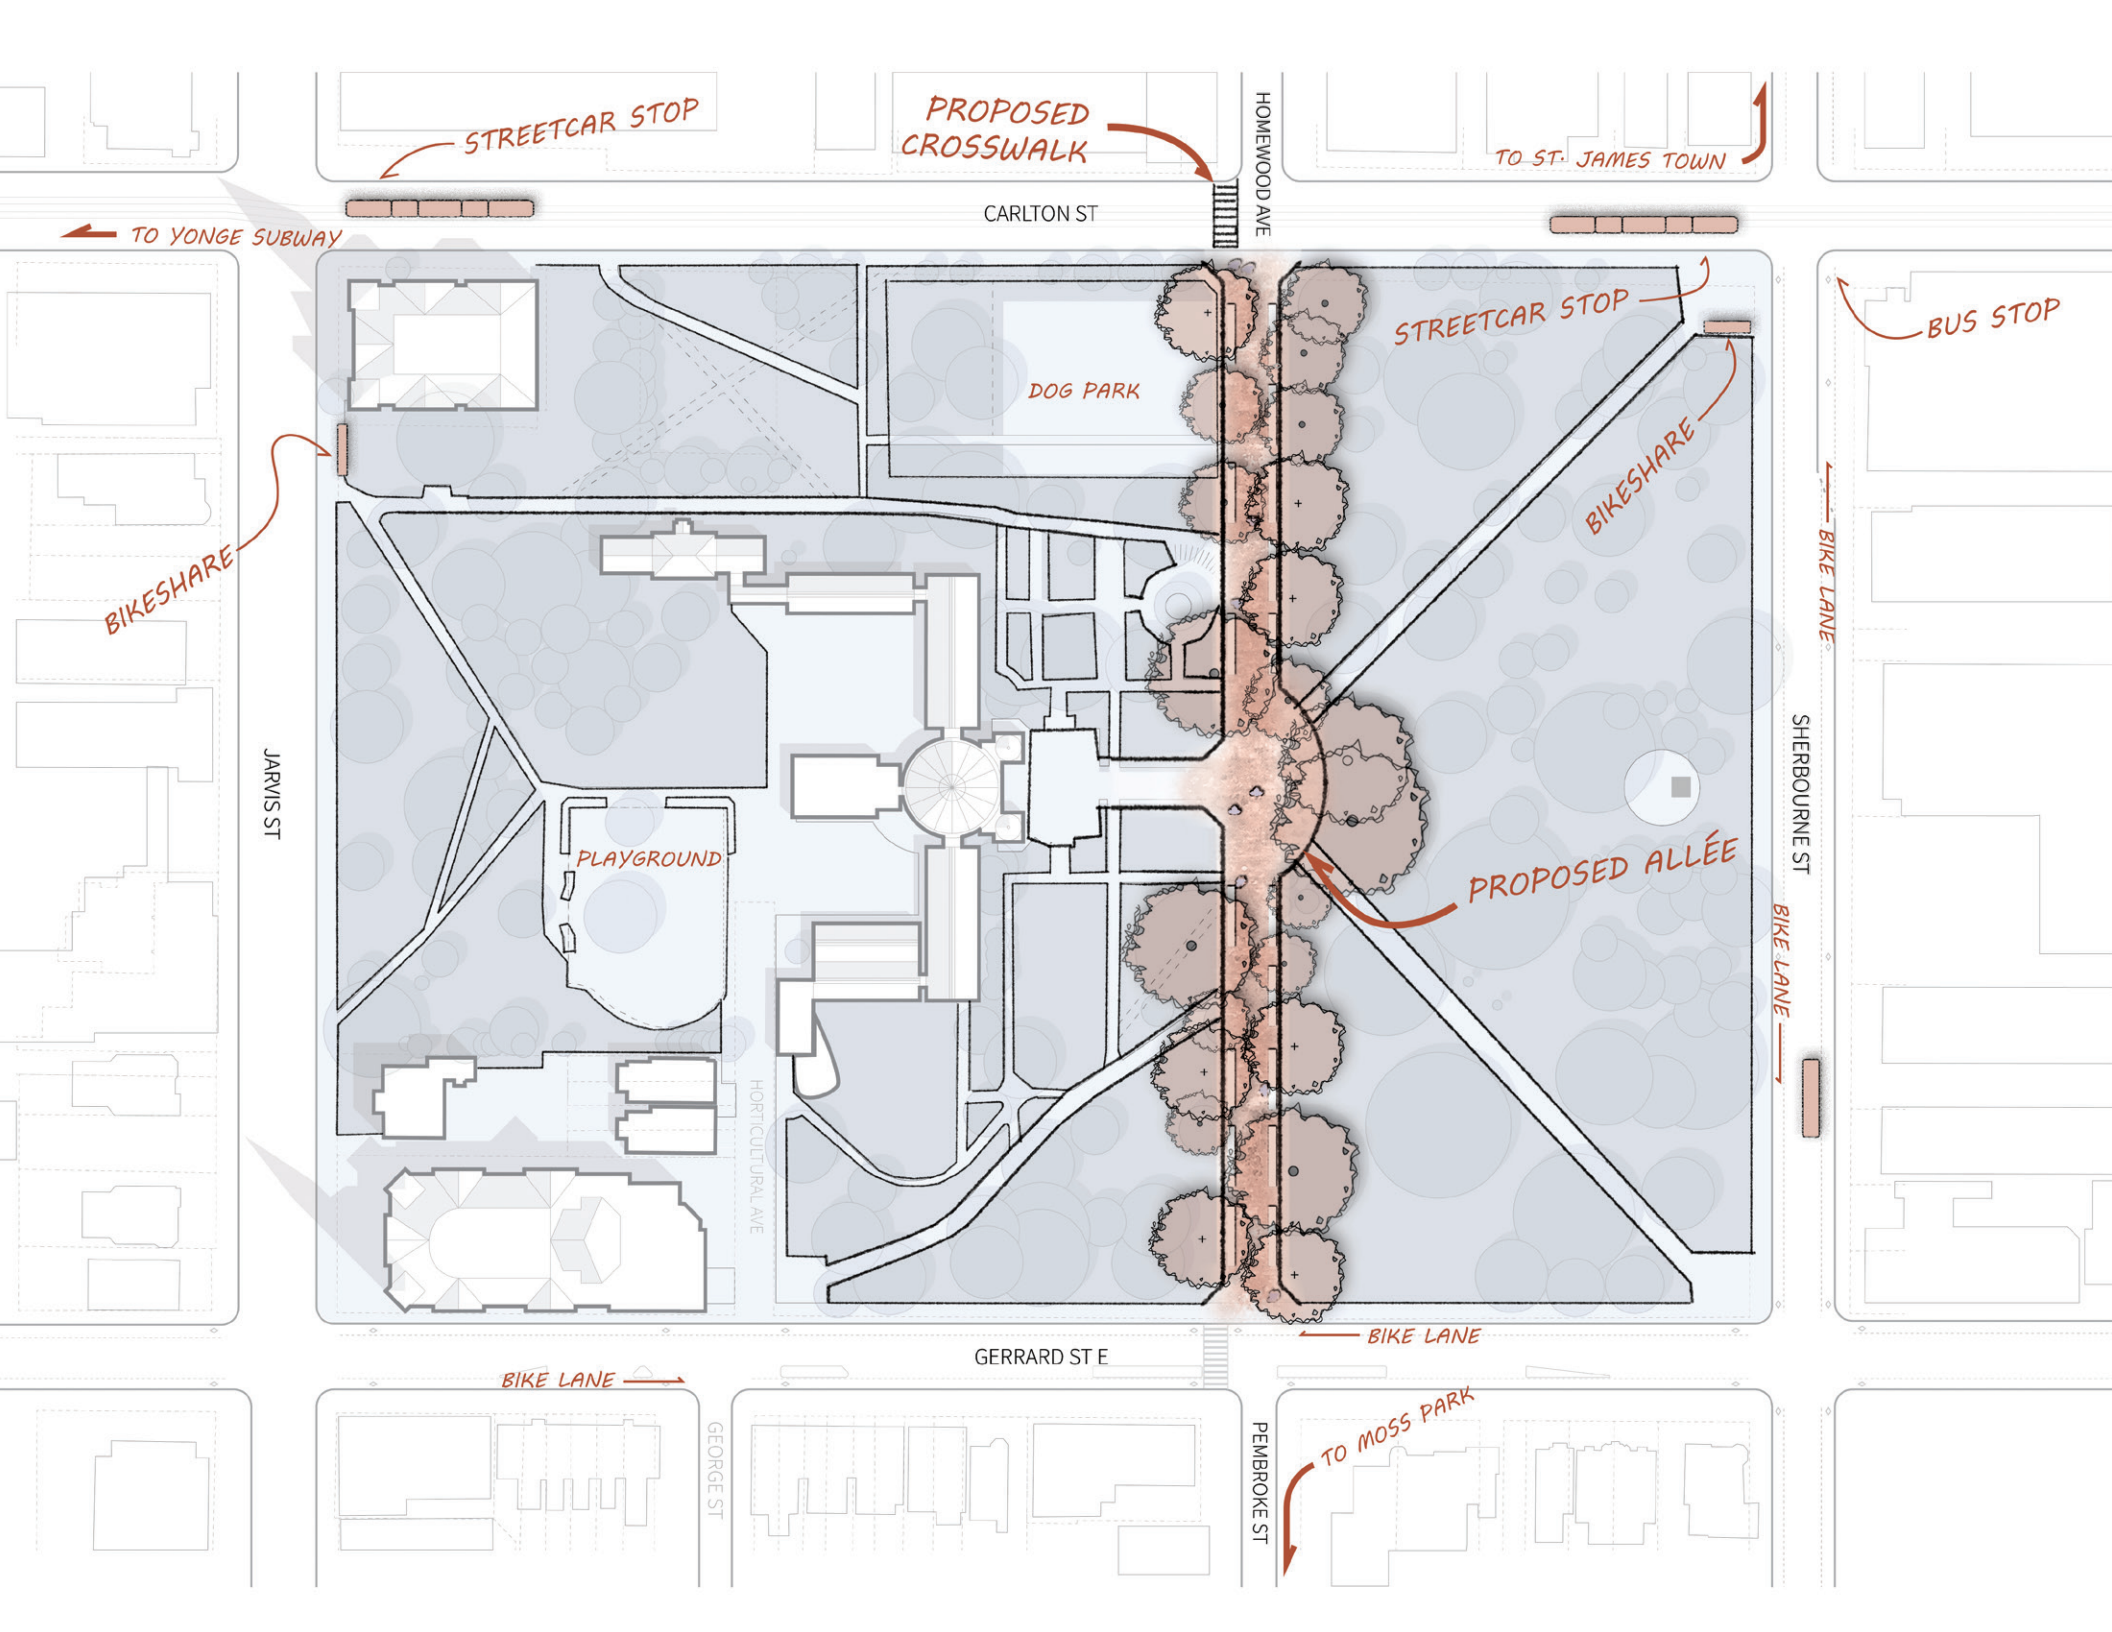 STREETCAR STOP
PROPOSED
CROSSWALK
HOMEWOOD AVE
TO ST. JAMES TOWN
CARLTON ST
TO YONGE SUBWAY
STREETCAR STOP
BUS STOP
DOG PARK
BIKESHARE
BIKESHARE
BIKE LANE
JARVIS ST
SHERBOURNE ST
PLAYGROUND
PROPOSED ALLÉE
BIKE LANE
HORTICULTURAL AVE
BIKE LANE
GERRARD ST E
BIKE LANE
TO MOSS PARK
GEORGE ST
PEMBROKE ST